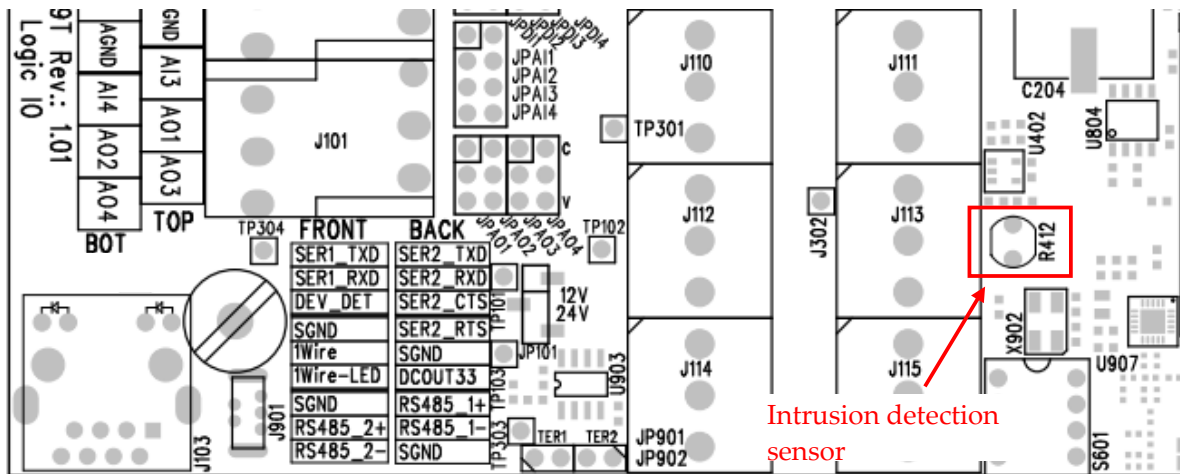 9T Rev.: 1.01
Logic IO
GND
AGND
AI3
AI4
AO1
AO2
AO3
AO4
TOP
BOT
J101
JPDI1
JPDI2
JPDI3
JPDI4
JPAI1
JPAI2
JPAI3
JPAI4
C
V
JPAO1
JPAO2
JPAO3
JPAO4
TP301
TP304
TP102
J110
J111
J112
J113
J114
J115
J302
C204
U402
U804
R412
X902
U907
S601
FRONT BACK
SER1_TXD SER2_TXD
SER1_RXD SER2_RXD
DEV_DET SER2_CTS
SGND SER2_RTS
1Wire SGND
1Wire-LED DCOUT33
SGND RS485_1+
RS485_2+ RS485_1-
RS485_2- SGND
TP101
TP103
TP303
12V
24V
JP101
U903
TER1 TER2
JP901
JP902
J103
J901
Intrusion detection
sensor